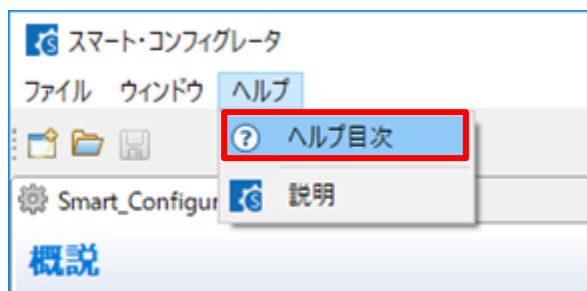 スマート・コンフィグレータ
ファイル ウィンドウ ヘルプ
ヘルプ目次
Smart_Configur
説明
概説